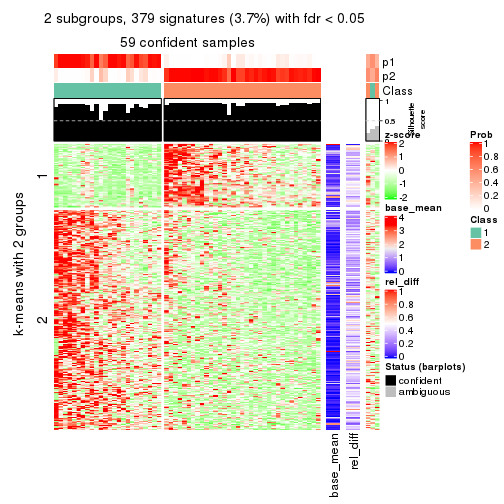 2 subgroups, 379 signatures (3.7%) with fdr < 0.05
59 confident samples
p1
p2
Class
1
0.5
0
Silhouette
score
k-means with 2 groups
1
2
base_mean
rel_diff
z-score
2
1
0
-1
-2
base_mean
4
3
2
1
0
rel_diff
1
0.8
0.6
0.4
0.2
0
Status (barplots)
confident
ambiguous
Prob
1
0.8
0.6
0.4
0.2
0
Class
1
2